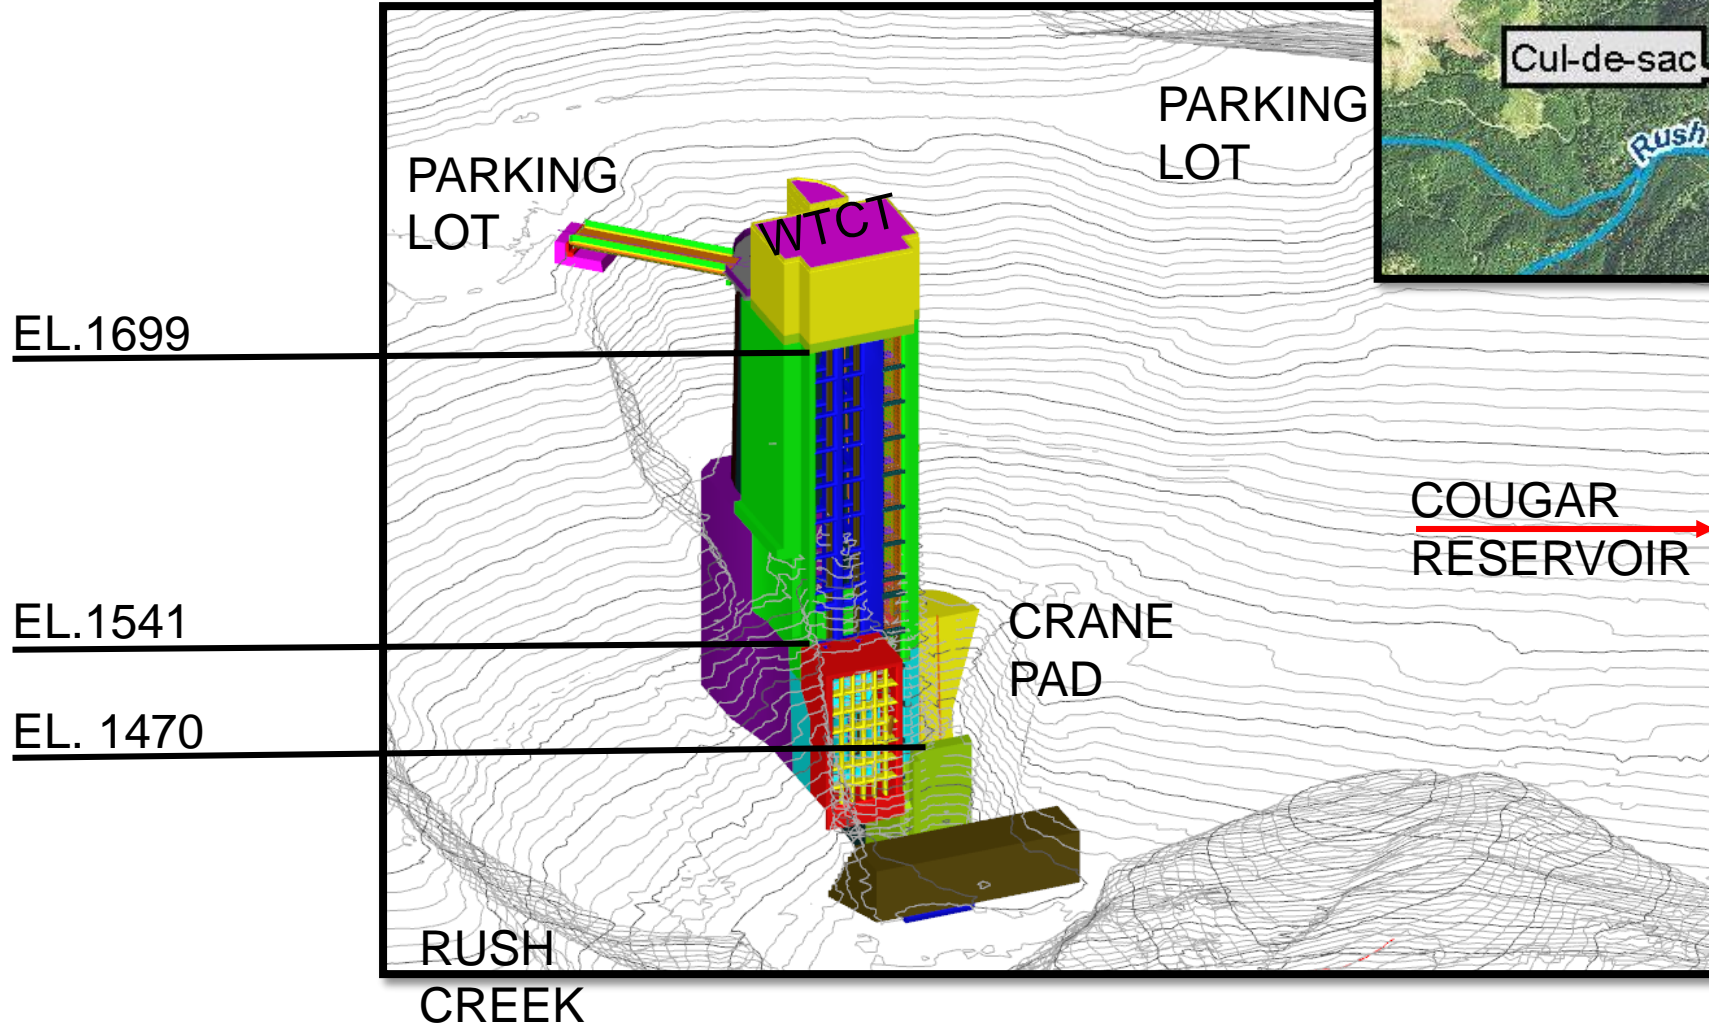 Cul-de-sac
Rush
PARKING
LOT
PARKING
LOT
WTCT
EL.1699
COUGAR
RESERVOIR
EL.1541
CRANE
PAD
EL. 1470
RUSH
CREEK